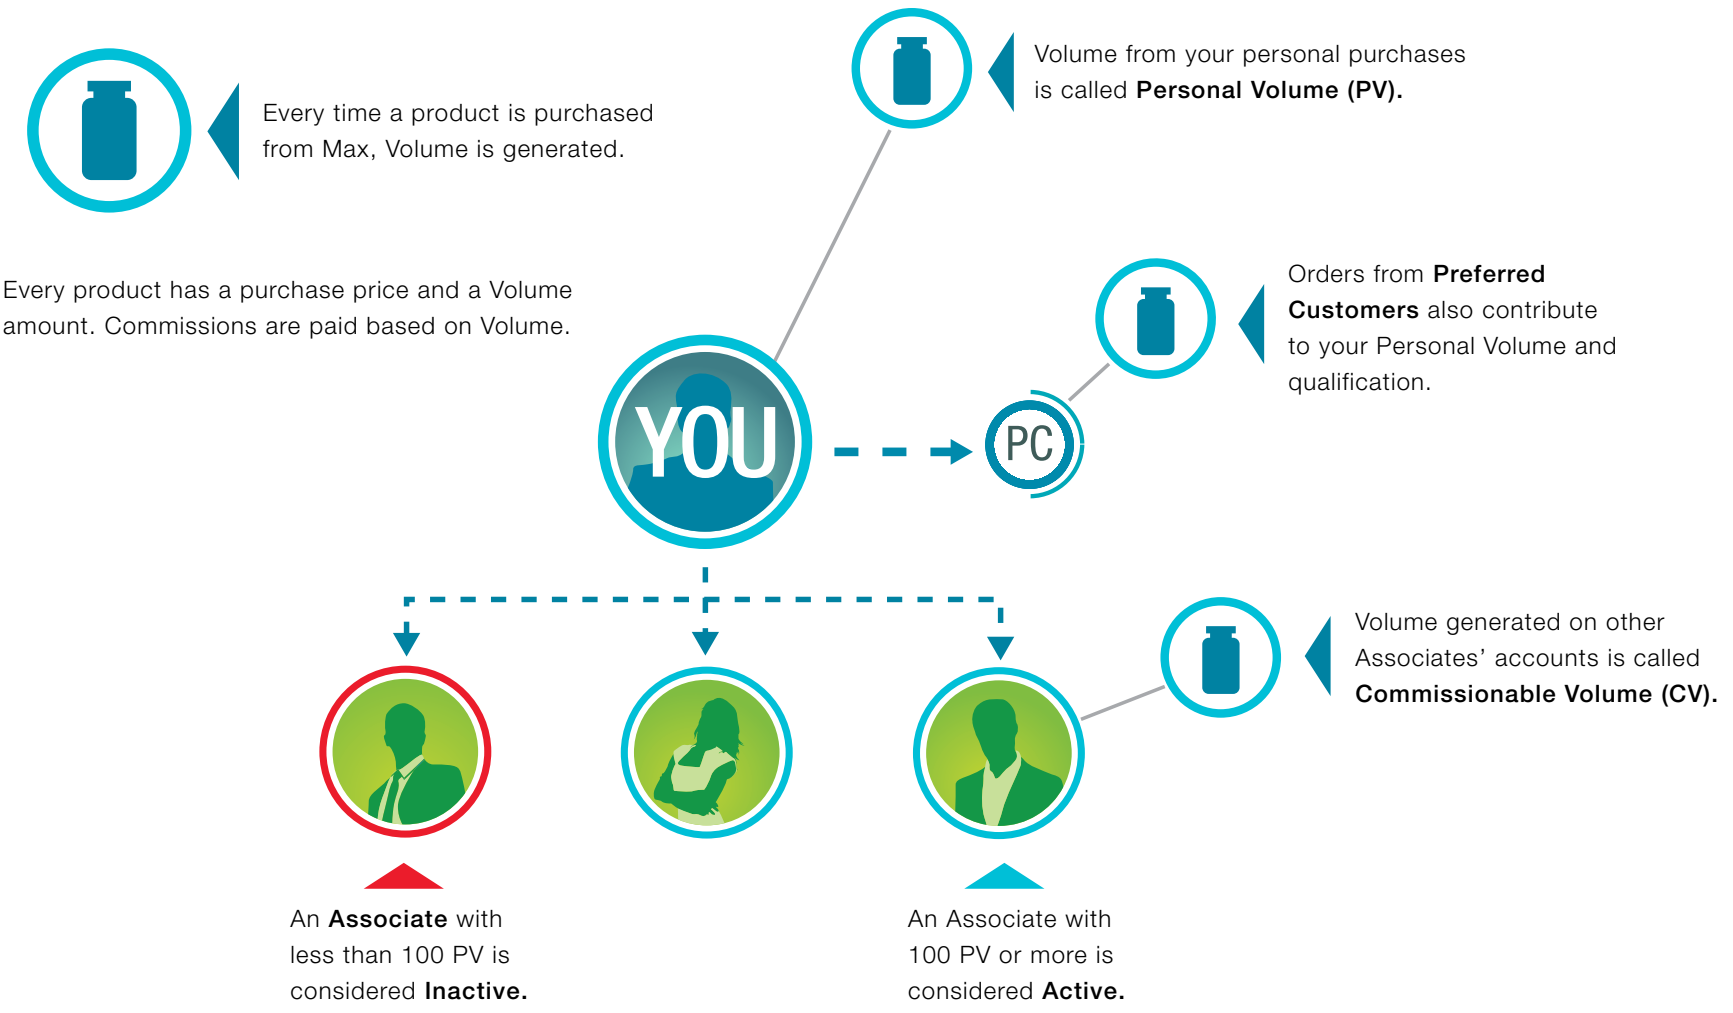 Every time a product is purchased
from Max, Volume is generated.
Volume from your personal purchases
is called Personal Volume (PV).
Every product has a purchase price and a Volume
amount. Commissions are paid based on Volume.
Orders from Preferred
Customers also contribute
to your Personal Volume and
qualification.
YOU
PC
Volume generated on other
Associates’ accounts is called
Commissionable Volume (CV).
An Associate with
less than 100 PV is
considered Inactive.
An Associate with
100 PV or more is
considered Active.